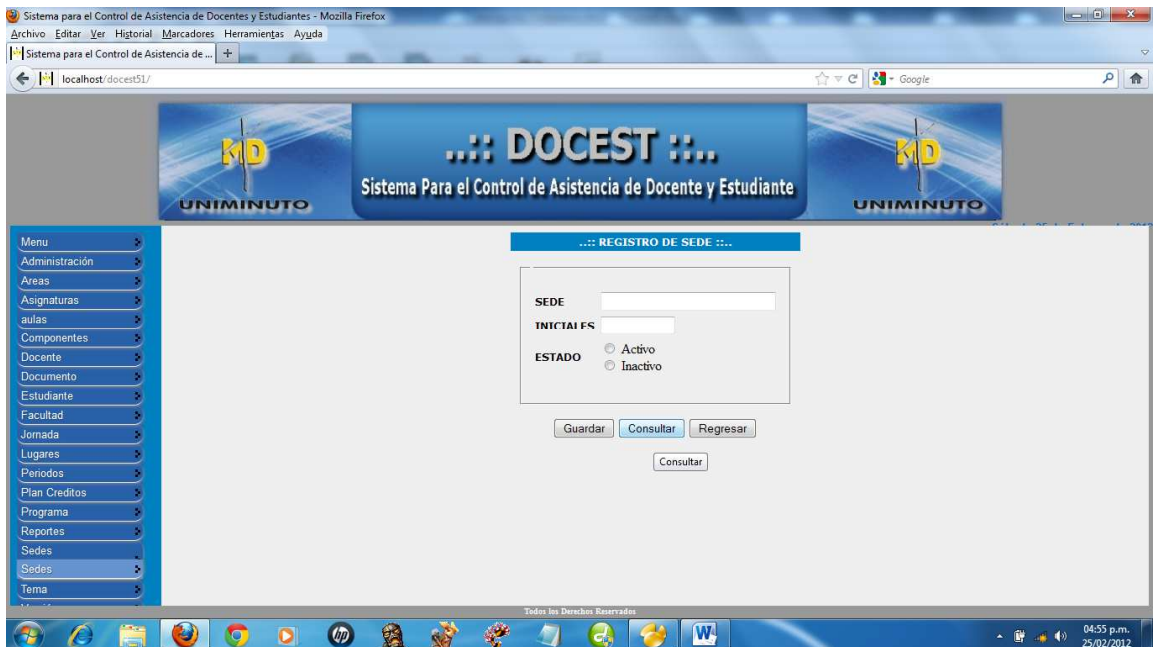 Sistema para el Control de Asistencia de Docentes y Estudiantes - Mozilla Firefox
Archivo Editar Ver Historial Marcadores Herramientas Ayuda
Sistema para el Control de Asistencia de ...
localhost/docest51/
Google
MD
UNIMINUTO
..:: DOCEST ::..
Sistema Para el Control de Asistencia de Docente y Estudiante
MD
UNIMINUTO
Menu
Administración
Areas
Asignaturas
aulas
Componentes
Docente
Documento
Estudiante
Facultad
Jornada
Lugares
Periodos
Plan Creditos
Programa
Reportes
Sedes
Sedes
Tema
..:: REGISTRO DE SEDE ::..
SEDE
INICIALES
ESTADO
Activo
Inactivo
Guardar Consultar Regresar
Consultar
Todos los Derechos Reservados
hp
W
04:55 p.m.
25/02/2012